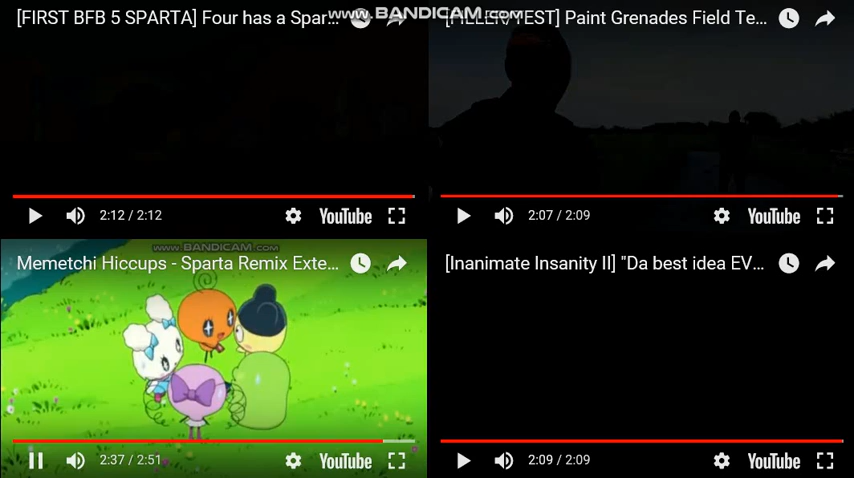 [FIRST BFB 5 SPARTA] Four has a Spar...
www.BANDICAM.com
[FILLER/TEST] Paint Grenades Field Te...
2:12 / 2:12
YouTube
2:07 / 2:09
YouTube
www.BANDICAM.com
Memetchi Hiccups - Sparta Remix Exte...
[Inanimate Insanity II] "Da best idea EV...
2:37 / 2:51
YouTube
2:09 / 2:09
YouTube